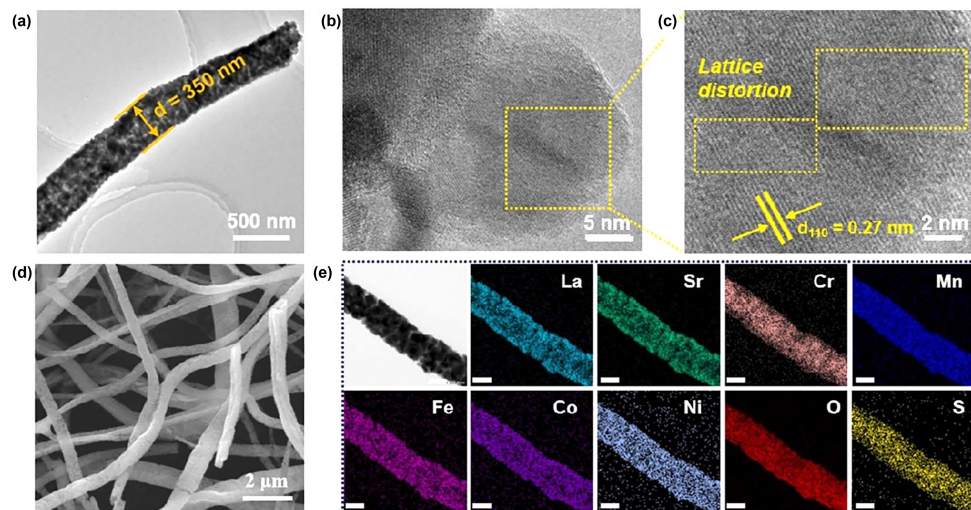 (a)
d = 350 nm
500 nm
(b)
5 nm
(c)
Lattice
distortion
d₁₁₀ = 0.27 nm
2 nm
(d)
2 μm
(e)
La
Sr
Cr
Mn
Fe
Co
Ni
O
S